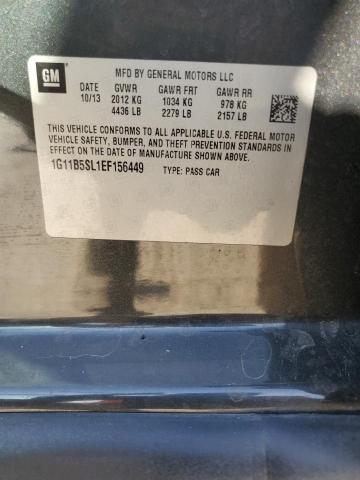 GM
MFD BY GENERAL MOTORS LLC
DATE GVWR GAWR FRT GAWR RR
10/13 2012 KG 1034 KG 978 KG
4436 LB 2279 LB 2157 LB
THIS VEHICLE CONFORMS TO ALL APPLICABLE U.S. FEDERAL MOTOR
VEHICLE SAFETY, BUMPER, AND THEFT PREVENTION STANDARDS IN
EFFECT ON THE DATE OF MANUFACTURE SHOWN ABOVE.
1G11B5SL1EF156449 TYPE: PASS CAR